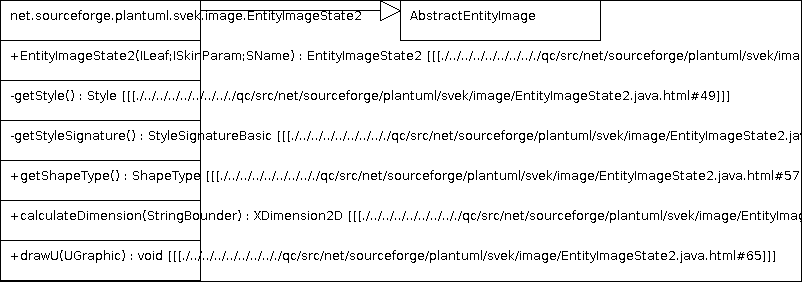 net.sourceforge.plantuml.svek.image.EntityImageState2
AbstractEntityImage
+EntityImageState2(ILeaf;ISkinParam;SName) : EntityImageState2 [[[./../../../../../../../qc/src/net/sourceforge/plantuml/svek/ima
-getStyle() : Style [[[./../../../../../../../qc/src/net/sourceforge/plantuml/svek/image/EntityImageState2.java.html#49]]]
-getStyleSignature() : StyleSignatureBasic [[[./../../../../../../../qc/src/net/sourceforge/plantuml/svek/image/EntityImageState2.ja
+getShapeType() : ShapeType [[[./../../../../../../../qc/src/net/sourceforge/plantuml/svek/image/EntityImageState2.java.html#57
+calculateDimension(StringBounder) : XDimension2D [[[./../../../../../../../qc/src/net/sourceforge/plantuml/svek/image/EntityImag
+drawU(UGraphic) : void [[[./../../../../../../../qc/src/net/sourceforge/plantuml/svek/image/EntityImageState2.java.html#65]]]